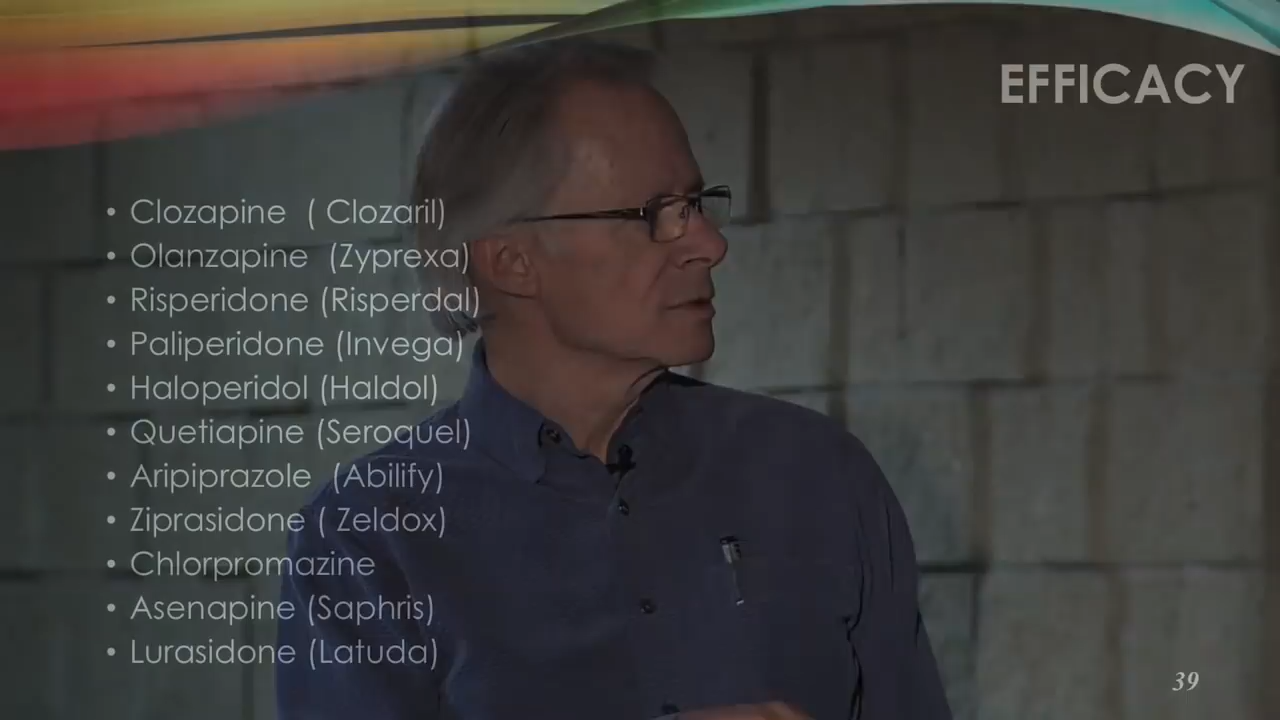 EFFICACY
• Clozapine  ( Clozaril)
• Olanzapine  (Zyprexa)
• Risperidone (Risperdal)
• Paliperidone (Invega)
• Haloperidol (Haldol)
• Quetiapine (Seroquel)
• Aripiprazole  (Abilify)
• Ziprasidone ( Zeldox)
• Chlorpromazine
• Asenapine (Saphris)
• Lurasidone (Latuda)
39